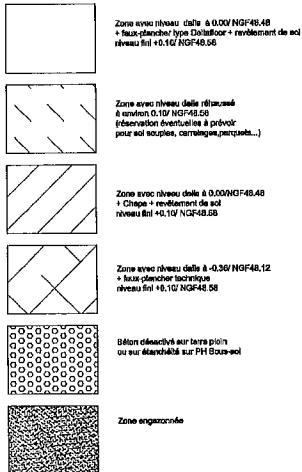 Zone avec niveau dalle à 0.00/ NGF48.48
+ faux-plancher type Deltafloor + revêtement de sol
niveau fini +0.10/ NGF48.58
Zone avec niveau dalle réhaussé
à environ 0.10/ NGF48.58
(réservation éventuelles à prévoir
pour sol souples, carrelages,parquets...)
Zone avec niveau dalle à 0.00/NGF48.48
+ Chape + revêtement de sol
niveau fini +0.10/ NGF48.58
Zone avec niveau dalle à -0.36/ NGF48.12
+ faux-plancher technique
niveau fini +0.10/ NGF48.58
Béton désactivé sur terre plein
ou sur étanchéité sur PH Sous-sol
Zone engazonnée